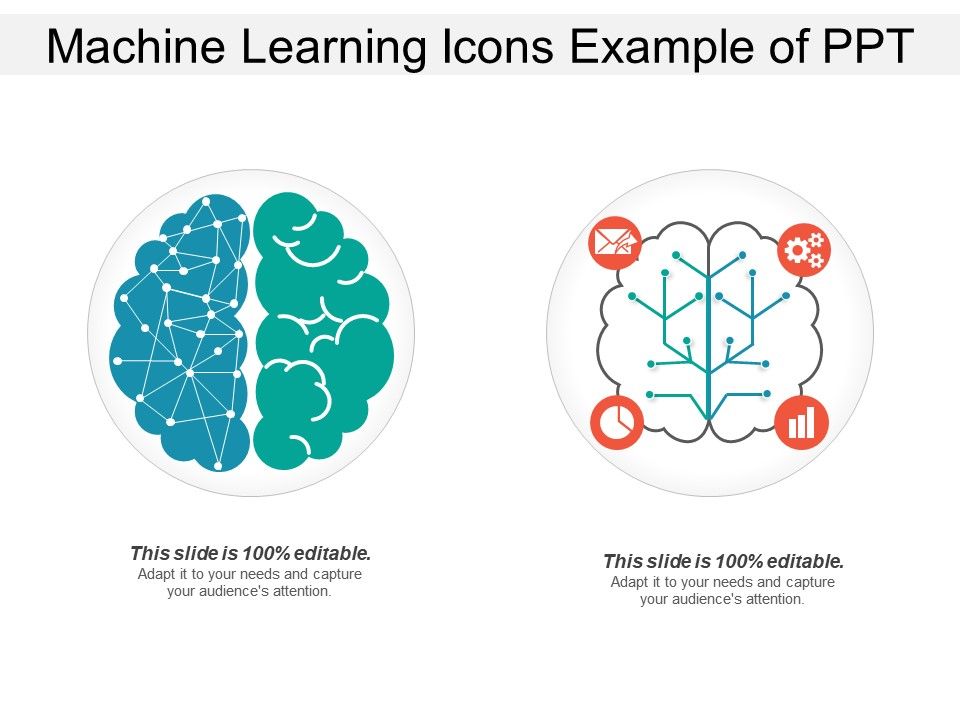 Machine Learning Icons Example of PPT
This slide is 100% editable.
Adapt it to your needs and capture
your audience's attention.
This slide is 100% editable.
Adapt it to your needs and capture
your audience's attention.